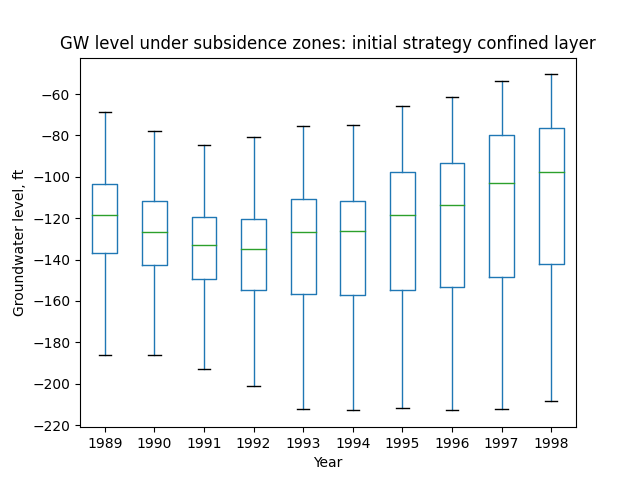 GW level under subsidence zones: initial strategy confined layer
Groundwater level, ft
−60
−80
−100
−120
−140
−160
−180
−200
−220
1989 1990 1991 1992 1993 1994 1995 1996 1997 1998
Year